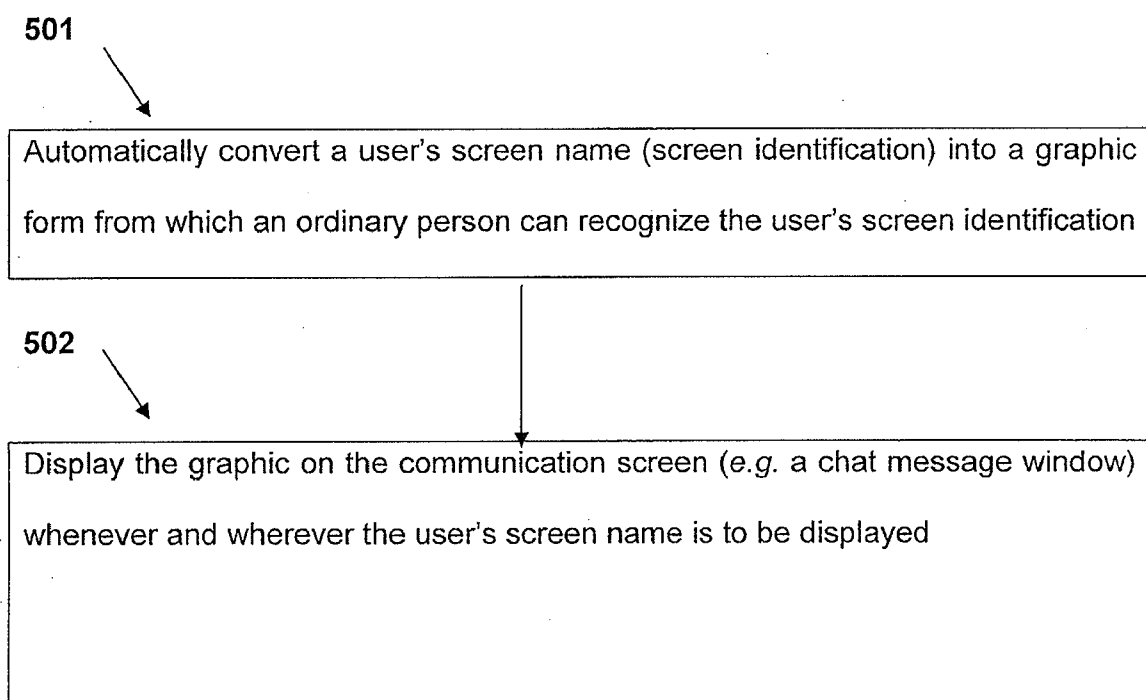 501
Automatically convert a user's screen name (screen identification) into a graphic
form from which an ordinary person can recognize the user's screen identification
502
Display the graphic on the communication screen (e.g. a chat message window)
whenever and wherever the user's screen name is to be displayed